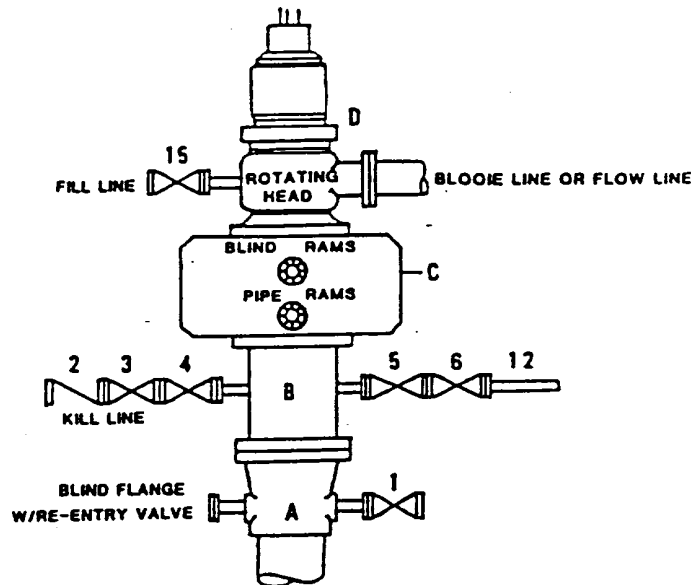 D
15
FILL LINE
ROTATING
HEAD
BLOOIE LINE OR FLOW LINE
BLIND RAMS
C
PIPE RAMS
2 3 4
5 6 12
B
KILL LINE
BLIND FLANGE
W/RE-ENTRY VALVE
1
A